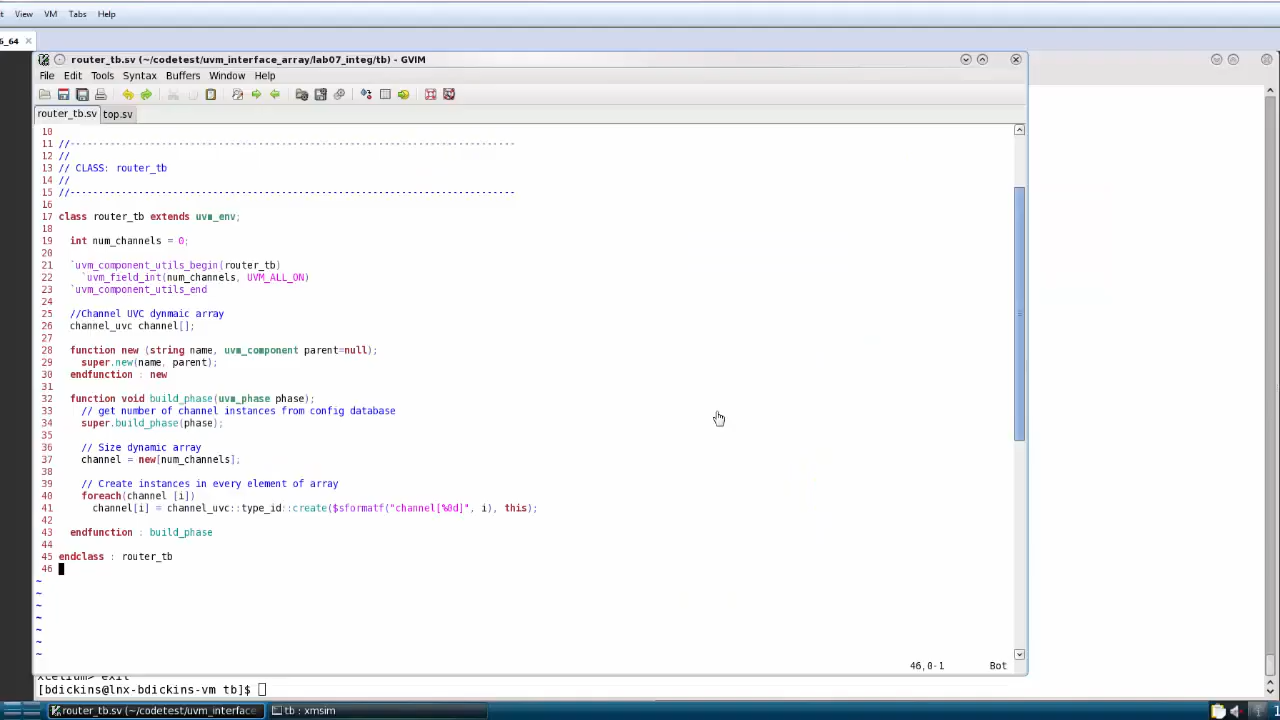 t View VM Tabs Help
6_64 ×
router_tb.sv (~/codetest/uvm_interface_array/lab07_integ/tb) - GVIM
File Edit Tools Syntax Buffers Window Help
router_tb.sv top.sv
10
11 //------------------------------------------------------------------------------
12 //
13 // CLASS: router_tb
14 //
15 //------------------------------------------------------------------------------
16
17 class router_tb extends uvm_env;
18
19 int num_channels = 0;
20
21 `uvm_component_utils_begin(router_tb)
22 `uvm_field_int(num_channels, UVM_ALL_ON)
23 `uvm_component_utils_end
24
25 //Channel UVC dynmaic array
26 channel_uvc channel[];
27
28 function new (string name, uvm_component parent=null);
29 super.new(name, parent);
30 endfunction : new
31
32 function void build_phase(uvm_phase phase);
33 // get number of channel instances from config database
34 super.build_phase(phase);
35
36 // Size dynamic array
37 channel = new[num_channels];
38
39 // Create instances in every element of array
40 foreach(channel [i])
41 channel[i] = channel_uvc::type_id::create($sformatf("channel[%0d]", i), this);
42
43 endfunction : build_phase
44
45 endclass : router_tb
46
~
~
~
~
~
~
~
46,0-1 Bot
xcelium> exit
[bdickins@lnx-bdickins-vm tb]$
router_tb.sv (~/codetest/uvm_interface tb : xmsim